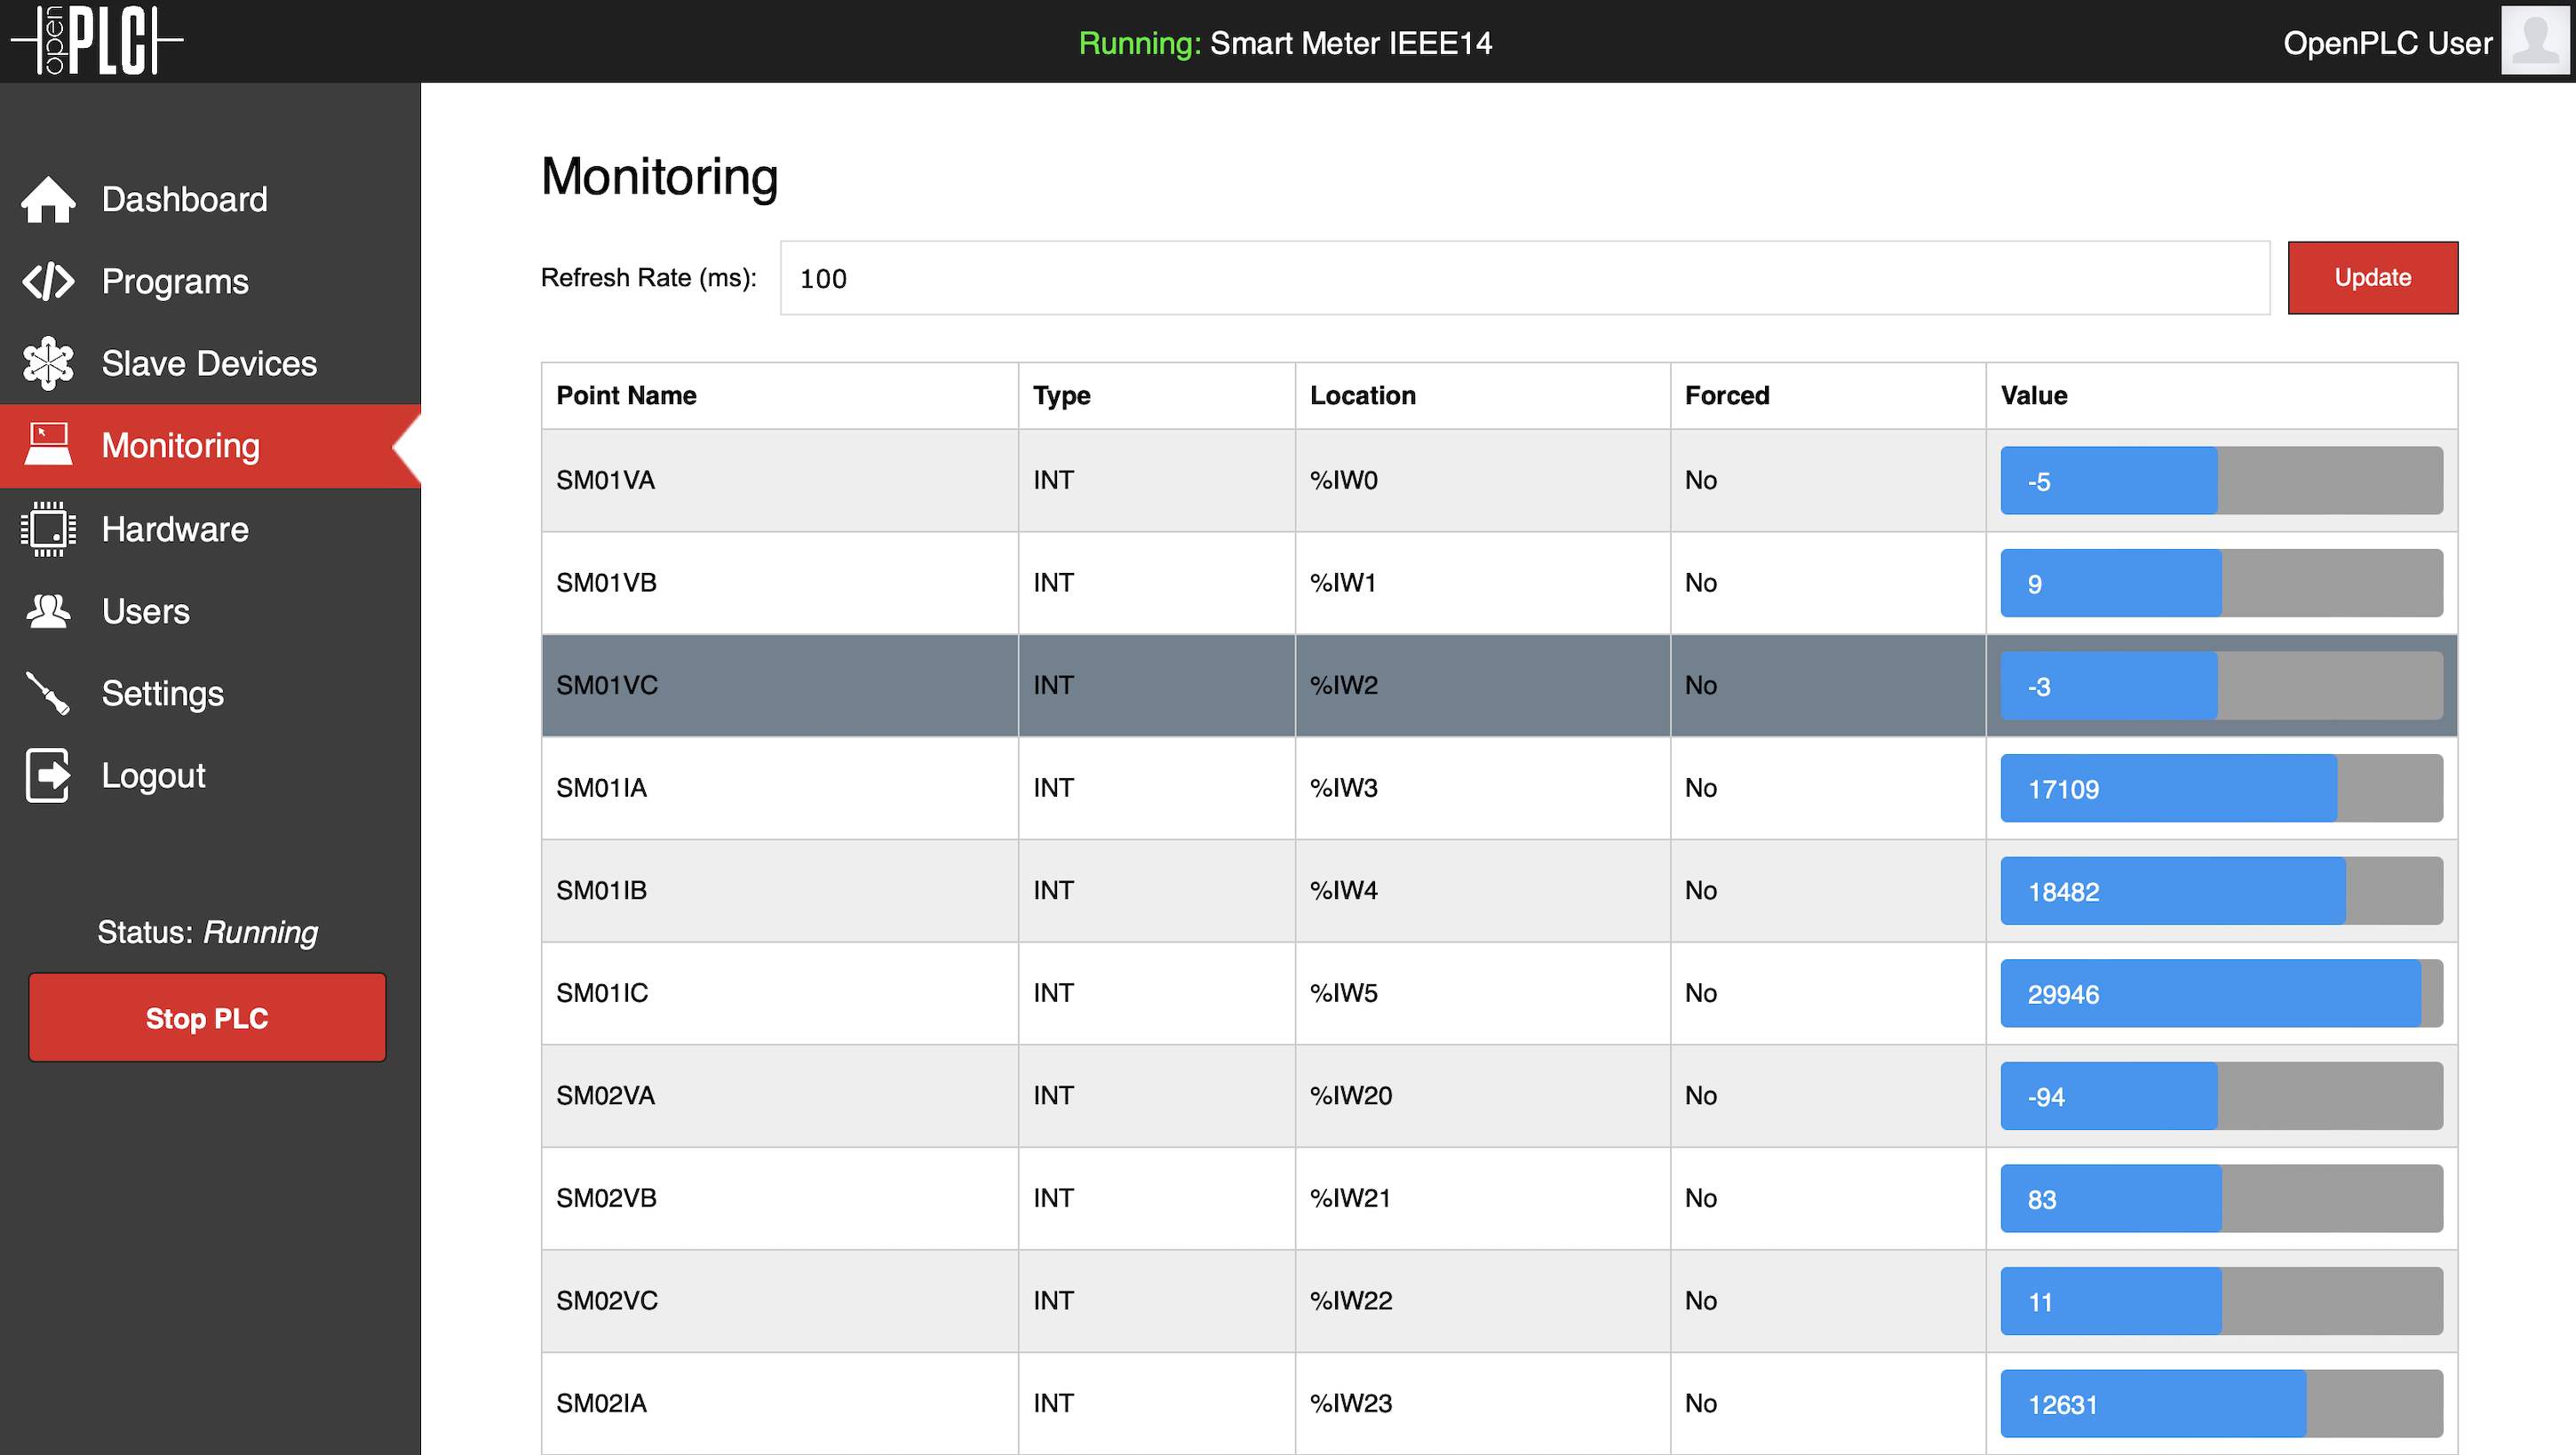 open PLC
Running: Smart Meter IEEE14
OpenPLC User
Dashboard
Programs
Slave Devices
Monitoring
Hardware
Users
Settings
Logout
Status: Running
Stop PLC
Monitoring
Refresh Rate (ms): 100 Update
Point Name Type Location Forced Value
SM01VA INT %IW0 No -5
SM01VB INT %IW1 No 9
SM01VC INT %IW2 No -3
SM01IA INT %IW3 No 17109
SM01IB INT %IW4 No 18482
SM01IC INT %IW5 No 29946
SM02VA INT %IW20 No -94
SM02VB INT %IW21 No 83
SM02VC INT %IW22 No 11
SM02IA INT %IW23 No 12631